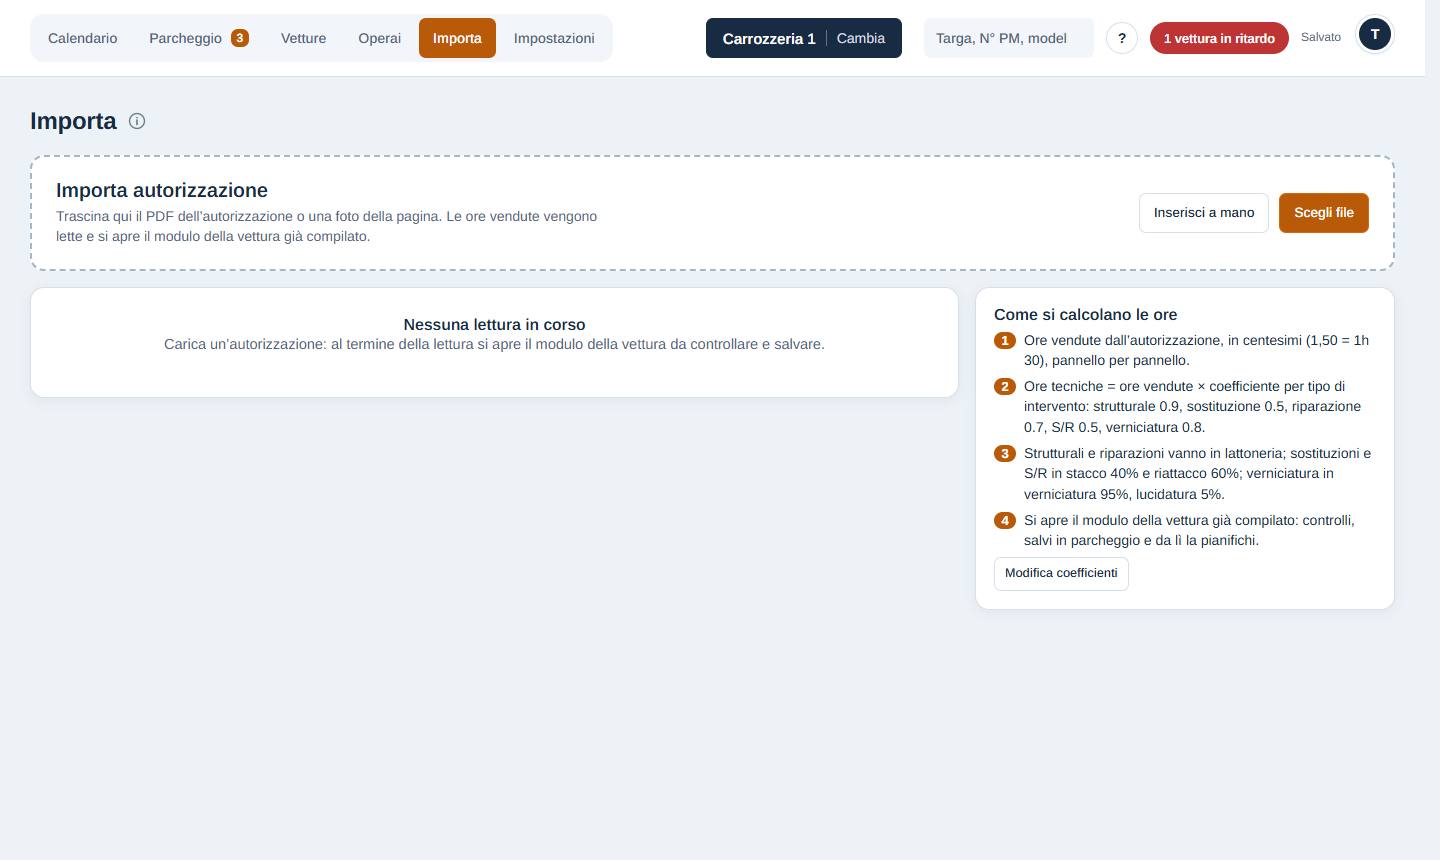 Calendario
Parcheggio 3
Vetture
Operai
Importa
Impostazioni
Carrozzeria 1
Cambia
Targa, N° PM, model
?
1 vettura in ritardo
Salvato
T
Importa
Importa autorizzazione
Trascina qui il PDF dell'autorizzazione o una foto della pagina. Le ore vendute vengono
lette e si apre il modulo della vettura già compilato.
Inserisci a mano
Scegli file
Nessuna lettura in corso
Carica un'autorizzazione: al termine della lettura si apre il modulo della vettura da controllare e salvare.
Come si calcolano le ore
1 Ore vendute dall'autorizzazione, in centesimi (1,50 = 1h
30), pannello per pannello.
2 Ore tecniche = ore vendute × coefficiente per tipo di
intervento: strutturale 0.9, sostituzione 0.5, riparazione
0.7, S/R 0.5, verniciatura 0.8.
3 Strutturali e riparazioni vanno in lattoneria; sostituzioni e
S/R in stacco 40% e riattacco 60%; verniciatura in
verniciatura 95%, lucidatura 5%.
4 Si apre il modulo della vettura già compilato: controlli,
salvi in parcheggio e da lì la pianifichi.
Modifica coefficienti